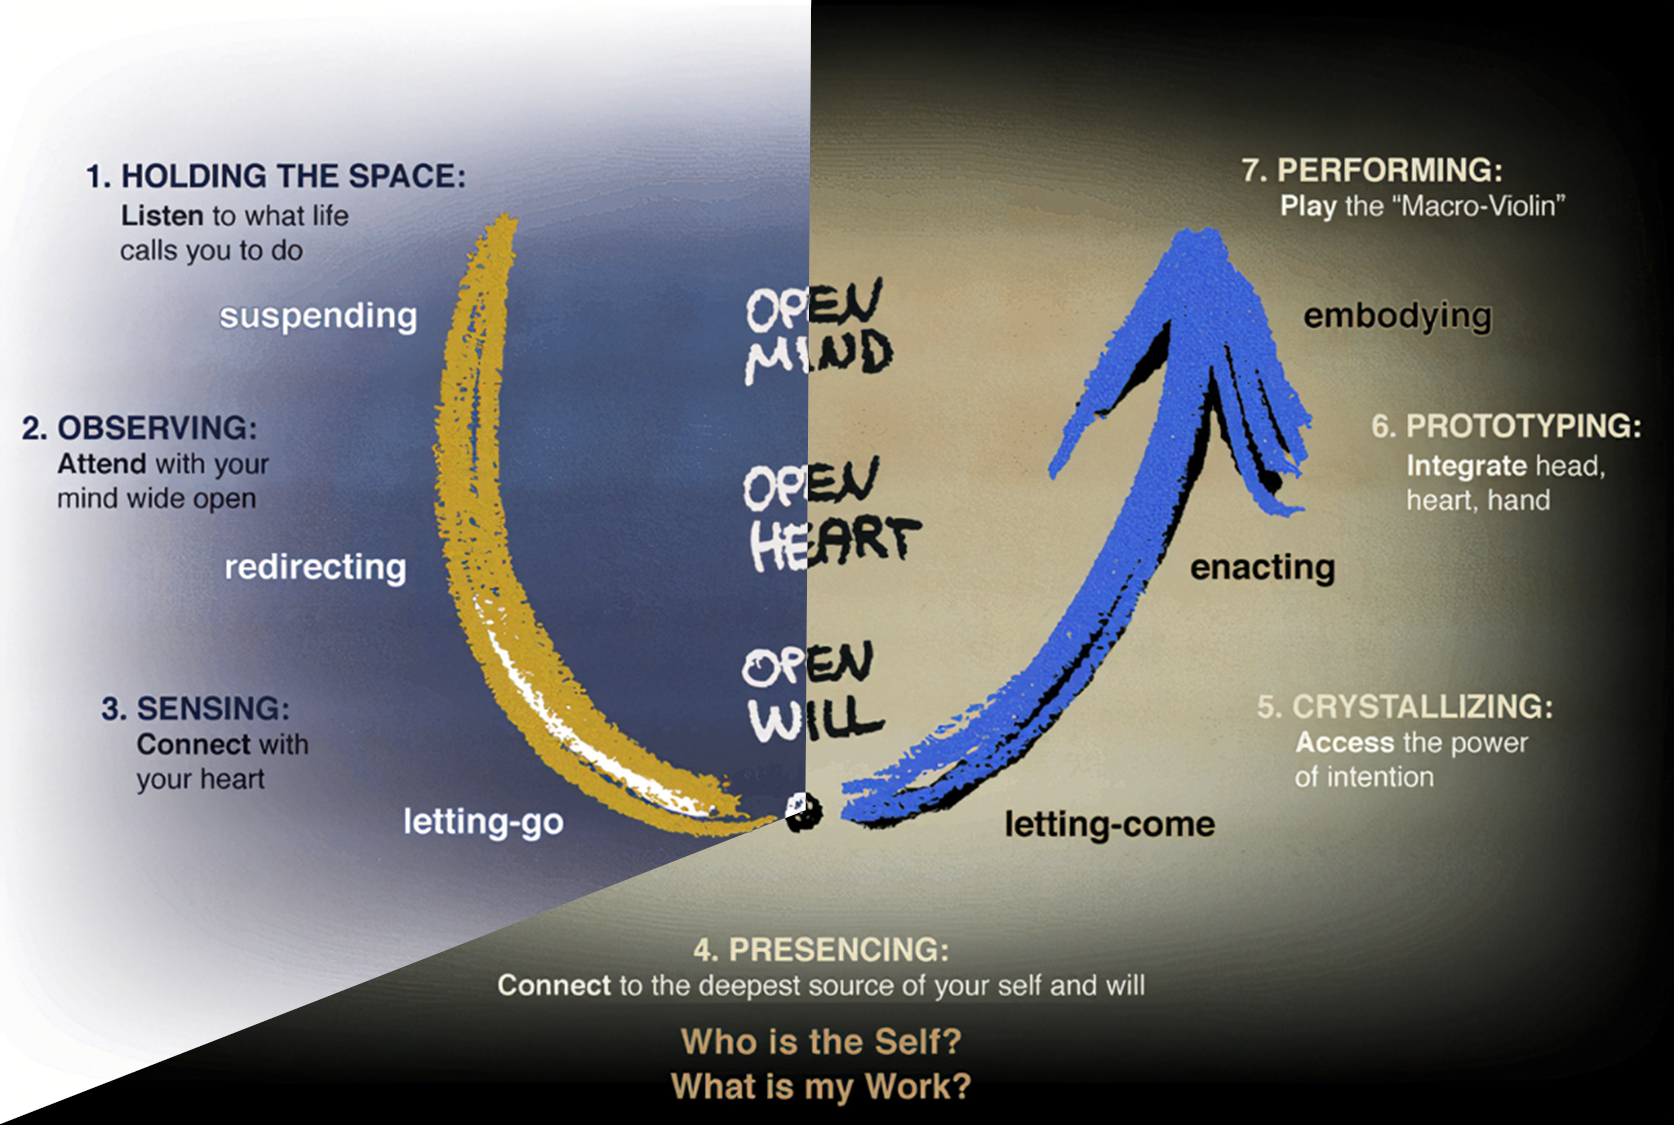 1. HOLDING THE SPACE:
Listen to what life
calls you to do
suspending
2. OBSERVING:
Attend with your
mind wide open
redirecting
3. SENSING:
Connect with
your heart
letting-go
OPEN
MIND
OPEN
HEART
OPEN
WILL
7. PERFORMING:
Play the “Macro-Violin”
embodying
6. PROTOTYPING:
Integrate head,
heart, hand
enacting
5. CRYSTALLIZING:
Access the power
of intention
letting-come
4. PRESENCING:
Connect to the deepest source of your self and will
Who is the Self?
What is my Work?